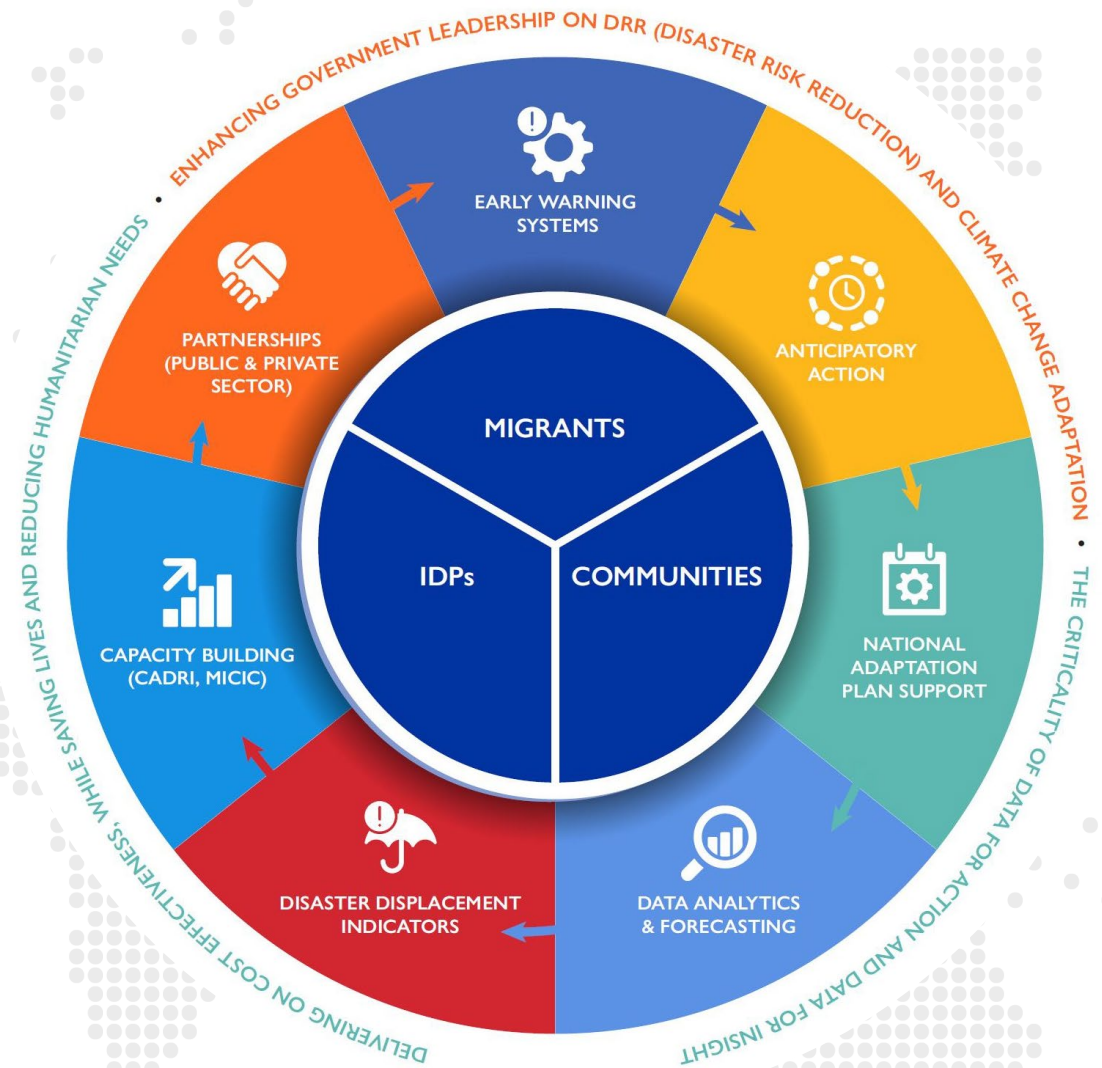 ENHANCING GOVERNMENT LEADERSHIP ON DRR (DISASTER RISK REDUCTION) AND CLIMATE CHANGE ADAPTATION •
THE CRITICALITY OF DATA FOR ACTION AND DATA FOR INSIGHT
DELIVERING ON COST EFFECTIVENESS, WHILE SAVING LIVES AND REDUCING HUMANITARIAN NEEDS •
EARLY WARNING
SYSTEMS
ANTICIPATORY
ACTION
NATIONAL
ADAPTATION
PLAN SUPPORT
DATA ANALYTICS
& FORECASTING
DISASTER DISPLACEMENT
INDICATORS
CAPACITY BUILDING
(CADRI, MICIC)
PARTNERSHIPS
(PUBLIC & PRIVATE
SECTOR)
MIGRANTS
IDPs
COMMUNITIES